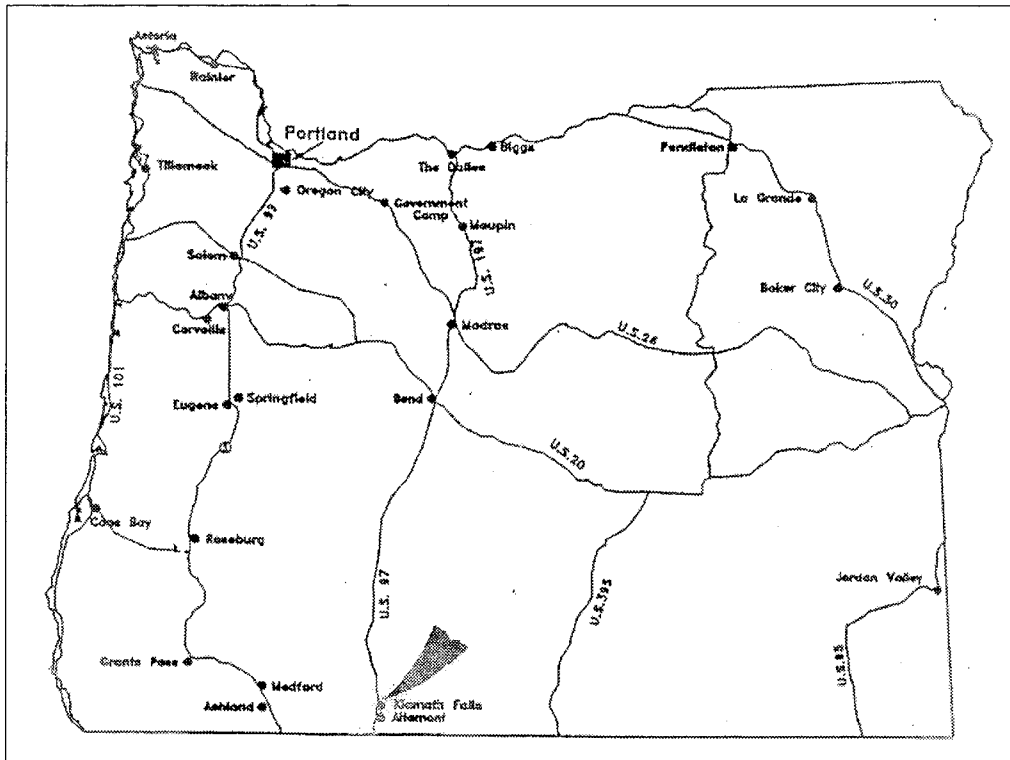 Astoria
Rainier
Portland
Tillamook
The Dalles
Biggs
Pendleton
Oregon City
Government
Camp
La Grande
Maupin
U.S. 99
U.S. 197
Salem
Albany
Baker City
U.S.30
Corvallis
Madras
U.S.26
U.S. 101
Eugene
Springfield
Bend
U.S.20
Coos Bay
Roseburg
U.S. 97
U.S.395
Jordan Valley
U.S.95
Grants Pass
Medford
Ashland
Klamath Falls
Altamont